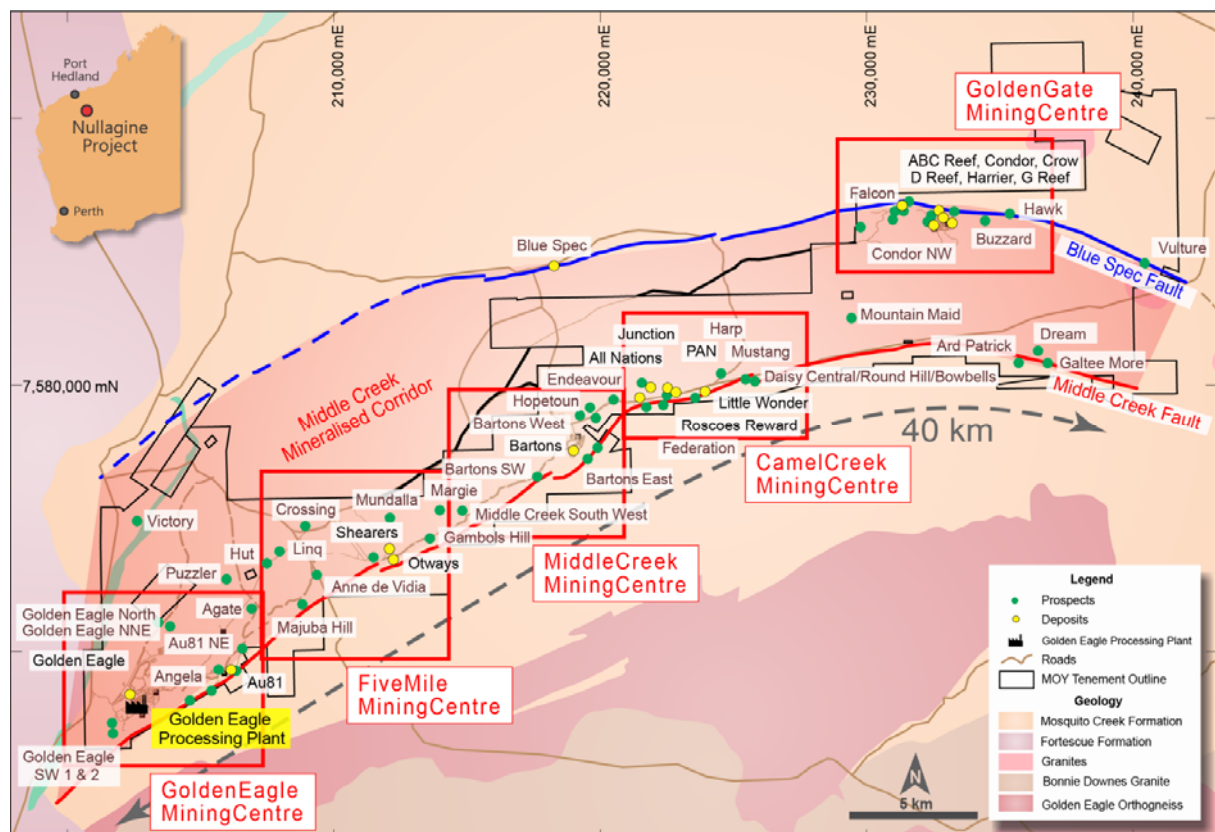 Port
Hedland
Nullagine
Project
Perth
210,000 mE
220,000 mE
230,000 mE
240,000 mE
7,580,000 mN
GoldenGate
MiningCentre
ABC Reef, Condor, Crow
D Reef, Harrier, G Reef
Falcon
Hawk
Buzzard
Condor NW
Vulture
Blue Spec Fault
Blue Spec
Mountain Maid
Harp
Junction
PAN
All Nations
Mustang
Ard Patrick
Dream
Galtee More
Middle Creek Fault
Endeavour
Daisy Central/Round Hill/Bowbells
Hopetoun
Little Wonder
Bartons West
Roscoes Reward
Bartons
Federation
40 km
CamelCreek
MiningCentre
Middle Creek
Mineralised Corridor
Bartons SW
Bartons East
Margie
Mundalla
Middle Creek South West
Crossing
Shearers
Gambols Hill
MiddleCreek
MiningCentre
Victory
Hut
Linq
Otways
Puzzler
Anne de Vidia
Agate
Majuba Hill
Golden Eagle North
Golden Eagle NNE
Au81 NE
Golden Eagle
Angela
Au81
FiveMile
MiningCentre
Golden Eagle
Processing Plant
Golden Eagle
SW 1 & 2
GoldenEagle
MiningCentre
N
5 km
Legend
Prospects
Deposits
Golden Eagle Processing Plant
Roads
MOY Tenement Outline
Geology
Mosquito Creek Formation
Fortescue Formation
Granites
Bonnie Downes Granite
Golden Eagle Orthogneiss